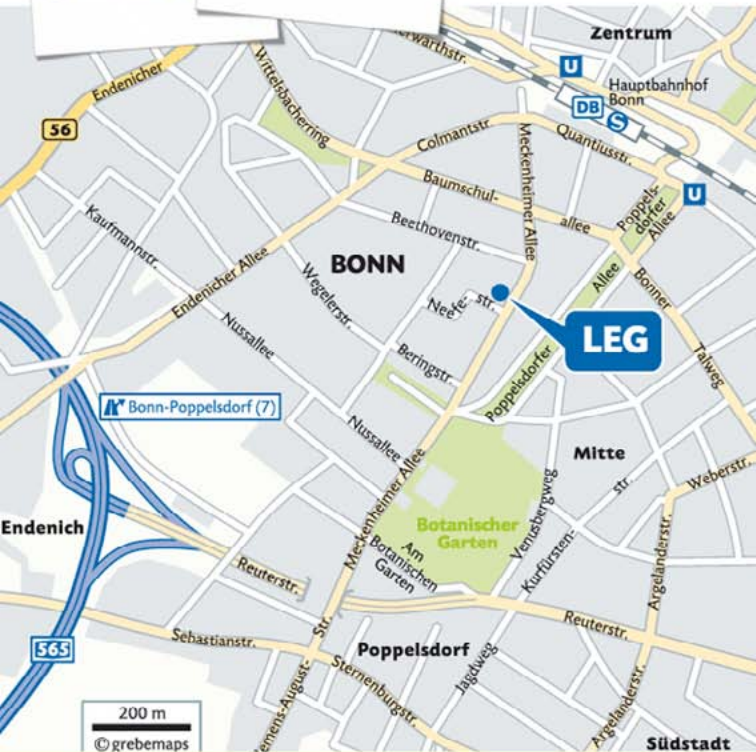 Zentrum
U
Hauptbahnhof
Bonn
DB
S
Endenicher
Wittelsbacherring
56
Colmantstr
Meckenheimer Allee
Quantiusstr.
Baumschul-
allee
Poppels-
dorfer
Allee
U
Kaufmannstr.
Beethovenstr.
BONN
Endenicher Allee
Wegelerstr.
Neefe-
str.
Allee
Bonner
Talweg
LEG
Nussallee
Beringstr.
Poppelsdorfer
Bonn-Poppelsdorf (7)
Nussallee
Mitte
Meckenheimer Allee
str.
Weberstr.
Endenich
Botanischer
Garten
Venusbergweg
Kurfürsten-
Am
Botanischen
Garten
Argelanderstr.
Reuterstr.
Reuterstr.
565
Sebastianstr.
Str.
Poppelsdorf
Jagdweg
Sternenburgstr.
emens-August-
Argelanderstr.
200 m
© grebemaps
Südstadt